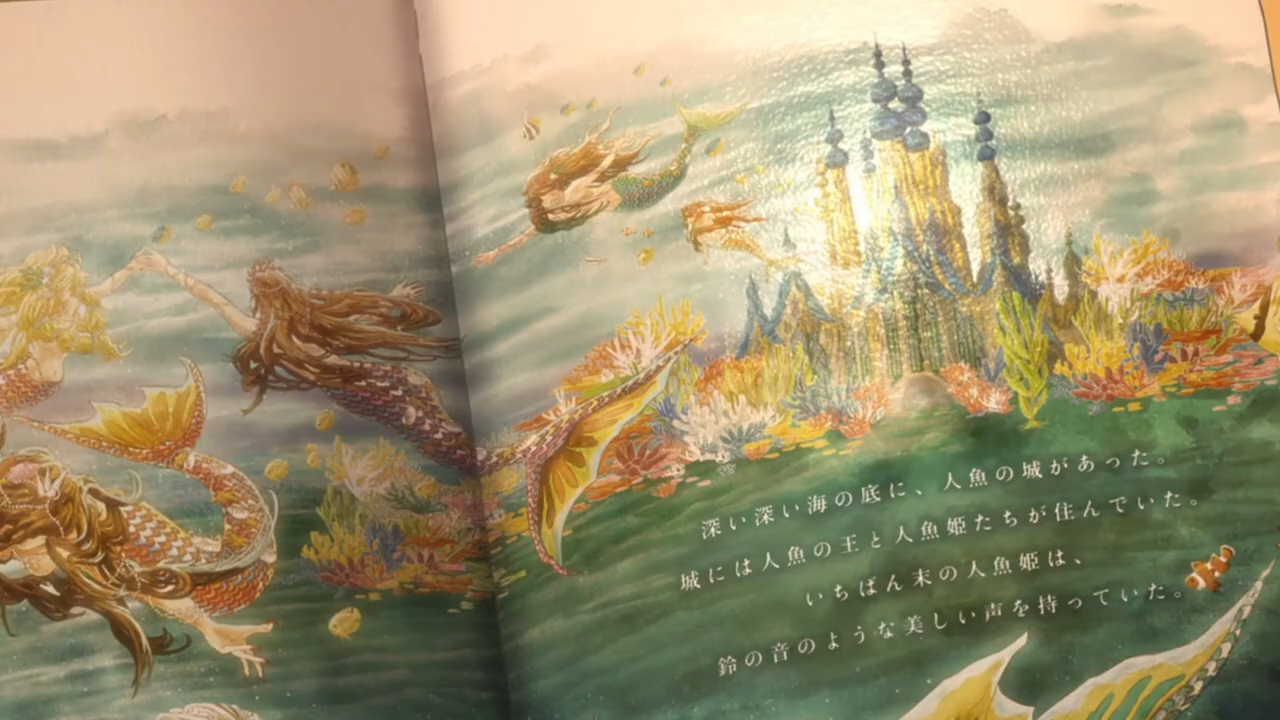 深い深い海の底に、人魚の城があった。
城には人魚の王と人魚姫たちが住んでいた。
いちばん末の人魚姫は、
鈴の音のような美しい声を持っていた。